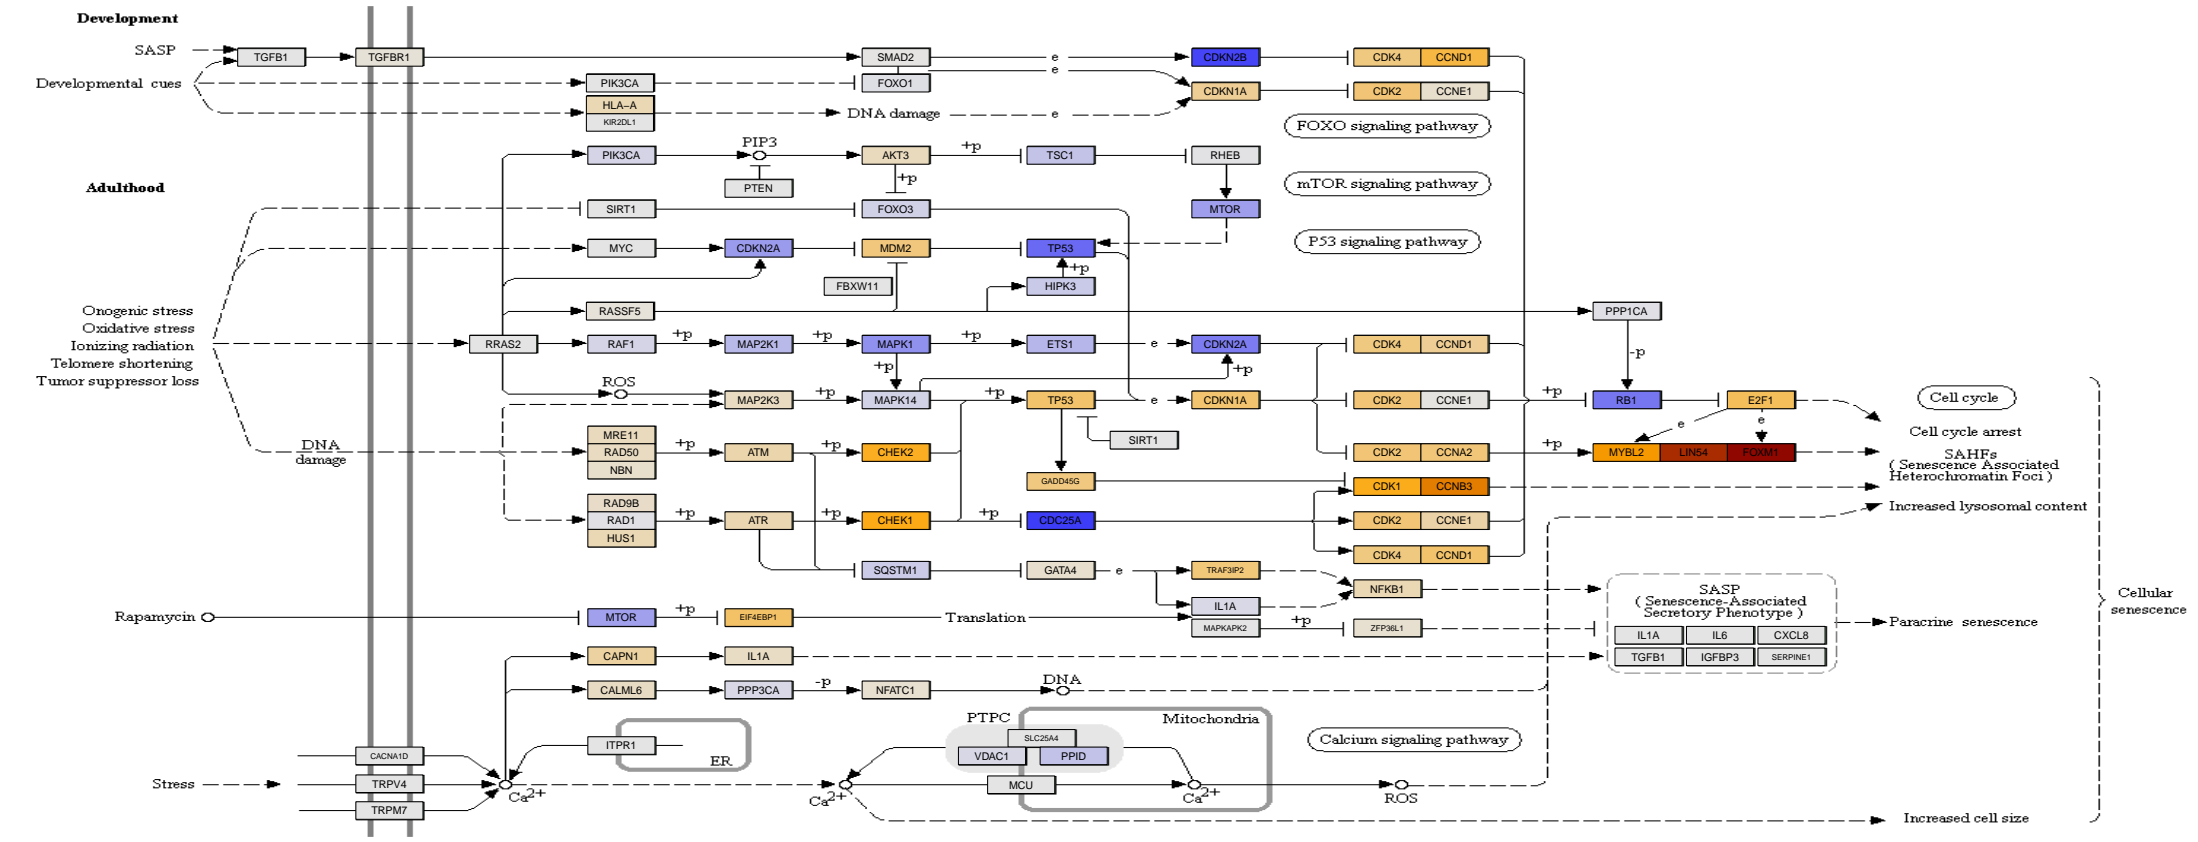 Development
SASP
TGFB1
TGFBR1
SMAD2
e
CDKN2B
CDK4
CCND1
Developmental cues
PIK3CA
FOXO1
e
CDKN1A
CDK2
CCNE1
HLA-A
KIR2DL1
DNA damage
e
FOXO signaling pathway
PIP3
PIK3CA
AKT3
+p
TSC1
RHEB
PTEN
+p
mTOR signaling pathway
Adulthood
SIRT1
FOXO3
MTOR
MYC
CDKN2A
MDM2
TP53
P53 signaling pathway
+p
FBXW11
HIPK3
Onogenic stress
Oxidative stress
Ionizing radiation
Telomere shortening
Tumor suppressor loss
RASSF5
PPP1CA
RRAS2
RAF1
+p
MAP2K1
+p
MAPK1
+p
ETS1
e
CDKN2A
CDK4
CCND1
-p
+p
+p
ROS
MAP2K3
+p
MAPK14
+p
TP53
e
CDKN1A
CDK2
CCNE1
+p
RB1
E2F1
Cell cycle
e
e
Cell cycle arrest
SIRT1
DNA
damage
MRE11
RAD50
NBN
+p
ATM
+p
CHEK2
CDK2
CCNA2
+p
MYBL2
LIN54
FOXM1
SAHFs
( Senescence Associated
Heterochromatin Foci )
GADD45G
CDK1
CCNB3
RAD9B
RAD1
HUS1
+p
ATR
+p
CHEK1
+p
CDC25A
CDK2
CCNE1
Increased lysosomal content
CDK4
CCND1
SQSTM1
GATA4
e
TRAF3IP2
NFKB1
IL1A
SASP
( Senescence-Associated
Secretory Phenotype )
IL1A
IL6
CXCL8
TGFB1
IGFBP3
SERPINE1
Cellular
senescence
Rapamycin
MTOR
+p
EIF4EBP1
Translation
MAPKAPK2
+p
ZFP36L1
Paracrine senescence
CAPN1
IL1A
CALML6
PPP3CA
-p
NFATC1
DNA
PTPC
Mitochondria
SLC25A4
VDAC1
PPID
MCU
Calcium signaling pathway
ITPR1
ER
CACNA1D
Stress
TRPV4
TRPM7
Ca2+
Ca2+
Ca2+
ROS
Increased cell size